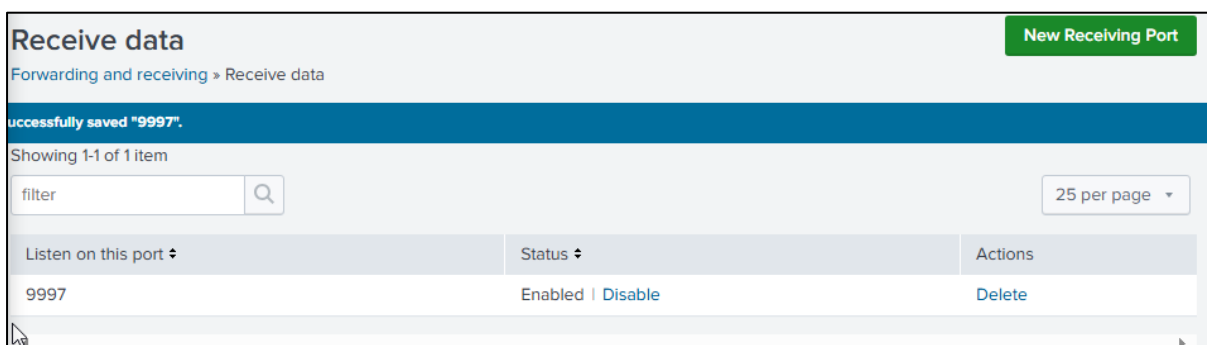 Receive data
New Receiving Port
Forwarding and receiving » Receive data
uccessfully saved "9997".
Showing 1-1 of 1 item
filter
25 per page
Listen on this port Status Actions
9997 Enabled | Disable Delete